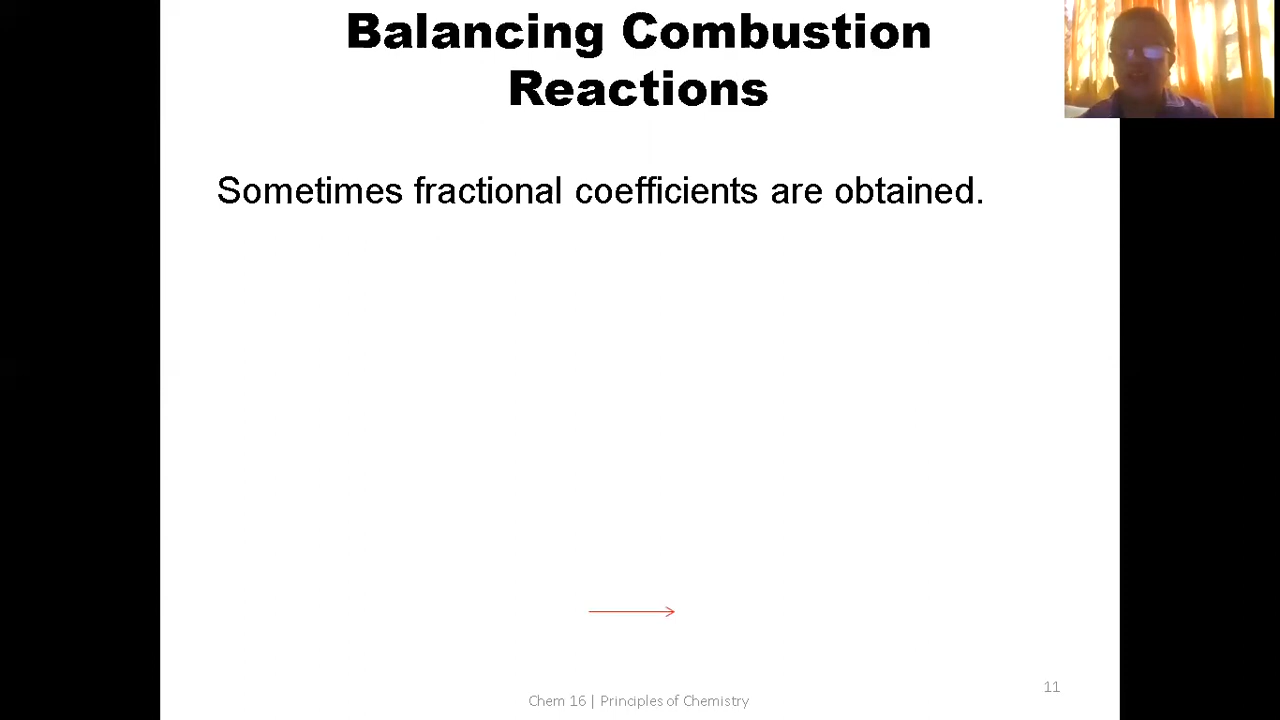 Balancing Combustion
Reactions
Sometimes fractional coefficients are obtained.
11
Chem 16 | Principles of Chemistry